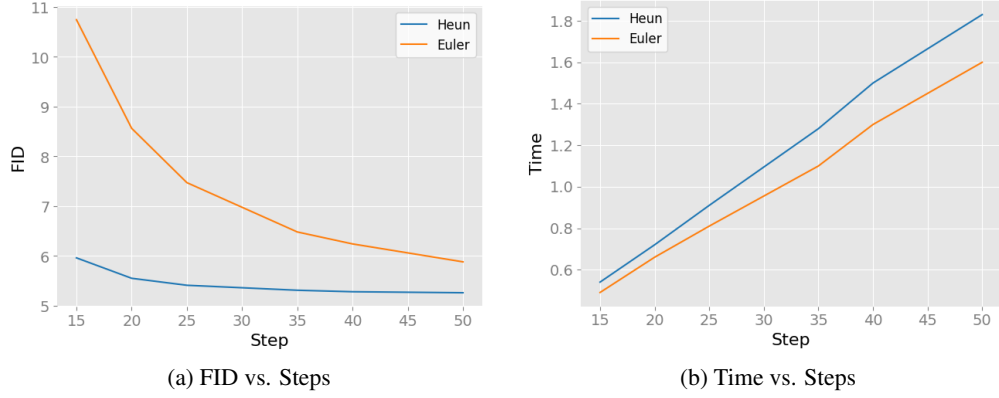 11
10
9
8
7
6
5
FID
Heun
Euler
15 20 25 30 35 40 45 50
Step
(a) FID vs. Steps
1.8
1.6
1.4
1.2
1.0
0.8
0.6
Time
Heun
Euler
15 20 25 30 35 40 45 50
Step
(b) Time vs. Steps